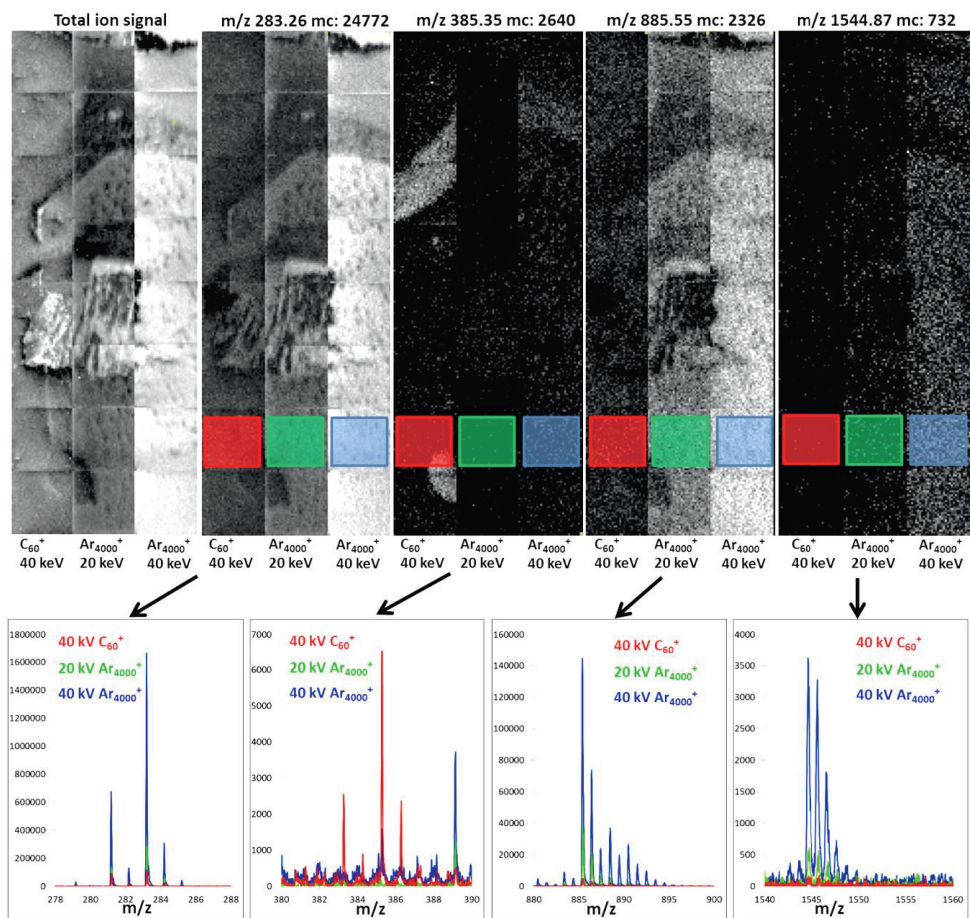 Total ion signal
m/z 283.26 mc: 24772
m/z 385.35 mc: 2640
m/z 885.55 mc: 2326
m/z 1544.87 mc: 732
C60+ Ar4000+ Ar4000+
40 keV 20 keV 40 keV
C60+ Ar4000+ Ar4000+
40 keV 20 keV 40 keV
C60+ Ar4000+ Ar4000+
40 keV 20 keV 40 keV
C60+ Ar4000+ Ar4000+
40 keV 20 keV 40 keV
C60+ Ar4000+ Ar4000+
40 keV 20 keV 40 keV
1800000
1600000
1400000
1200000
1000000
800000
600000
400000
200000
0
40 kV C60+
20 kV Ar4000+
40 kV Ar4000+
278 280 282 284 286 288
m/z
7000
6000
5000
4000
3000
2000
1000
0
40 kV C60+
20 kV Ar4000+
40 kV Ar4000+
380 382 384 386 388 390
m/z
160000
140000
120000
100000
80000
60000
40000
20000
0
40 kV C60+
20 kV Ar4000+
40 kV Ar4000+
880 885 890 895 900
m/z
4000
3500
3000
2500
2000
1500
1000
500
0
40 kV C60+
20 kV Ar4000+
40 kV Ar4000+
1540 1545 1550 1555 1560
m/z